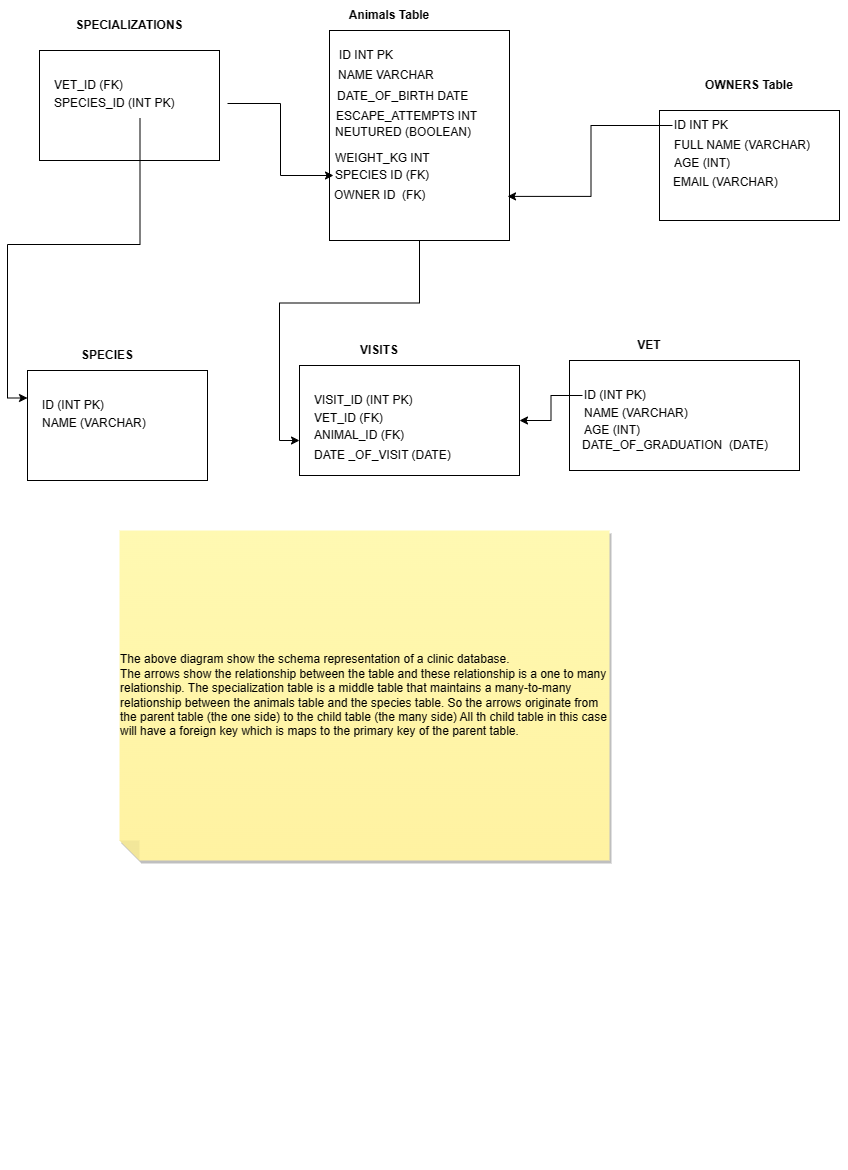 SPECIALIZATIONS
VET_ID (FK)
SPECIES_ID (INT PK)
Animals Table
ID INT PK
NAME VARCHAR
DATE_OF_BIRTH DATE
ESCAPE_ATTEMPTS INT
NEUTURED (BOOLEAN)
WEIGHT_KG INT
SPECIES ID (FK)
OWNER ID (FK)
OWNERS Table
ID INT PK
FULL NAME (VARCHAR)
AGE (INT)
EMAIL (VARCHAR)
SPECIES
ID (INT PK)
NAME (VARCHAR)
VISITS
VISIT_ID (INT PK)
VET_ID (FK)
ANIMAL_ID (FK)
DATE _OF_VISIT (DATE)
VET
ID (INT PK)
NAME (VARCHAR)
AGE (INT)
DATE_OF_GRADUATION (DATE)
The above diagram show the schema representation of a clinic database.
The arrows show the relationship between the table and these relationship is a one to many
relationship. The specialization table is a middle table that maintains a many-to-many
relationship between the animals table and the species table. So the arrows originate from
the parent table (the one side) to the child table (the many side) All th child table in this case
will have a foreign key which is maps to the primary key of the parent table.